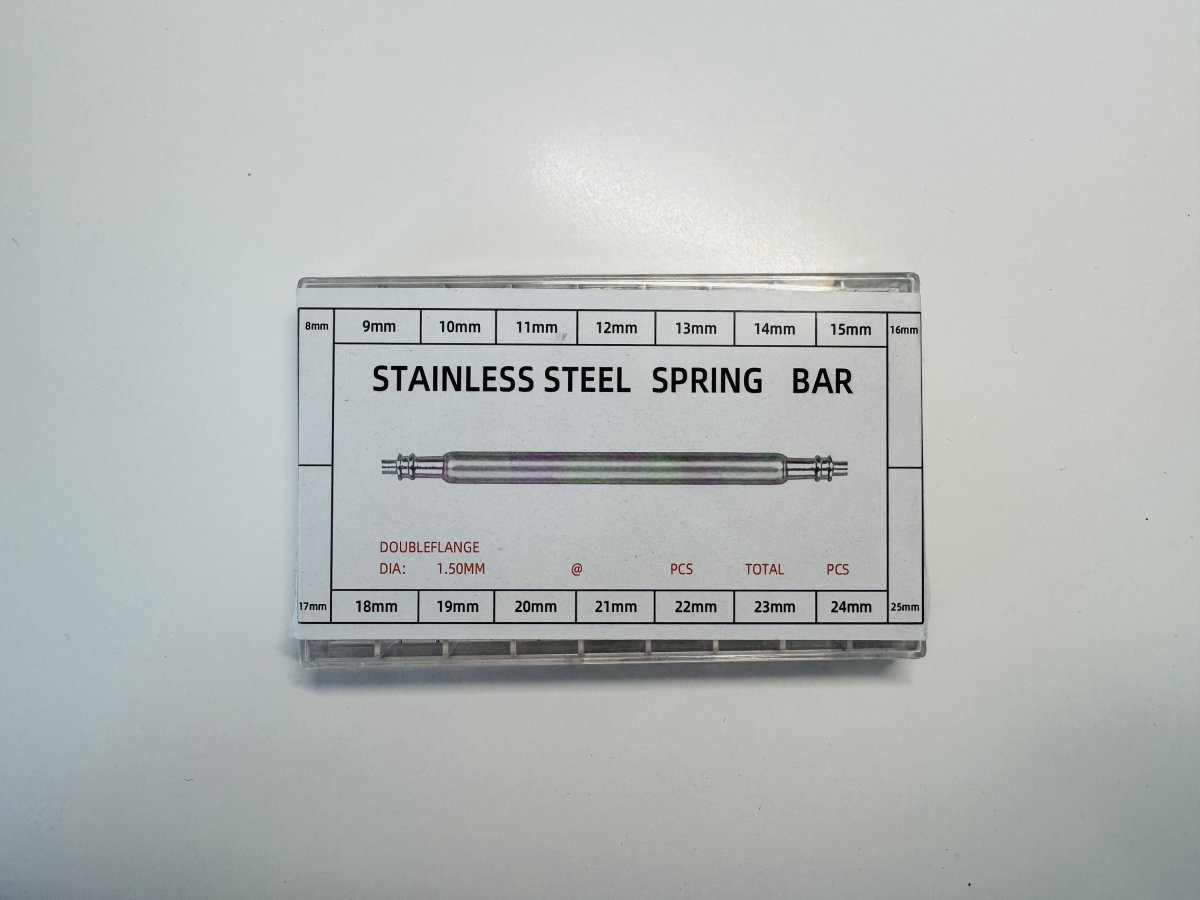 8mm 9mm 10mm 11mm 12mm 13mm 14mm 15mm 16mm
STAINLESS STEEL SPRING BAR
DOUBLEFLANGE
DIA: 1.50MM @ PCS TOTAL PCS
17mm 18mm 19mm 20mm 21mm 22mm 23mm 24mm 25mm